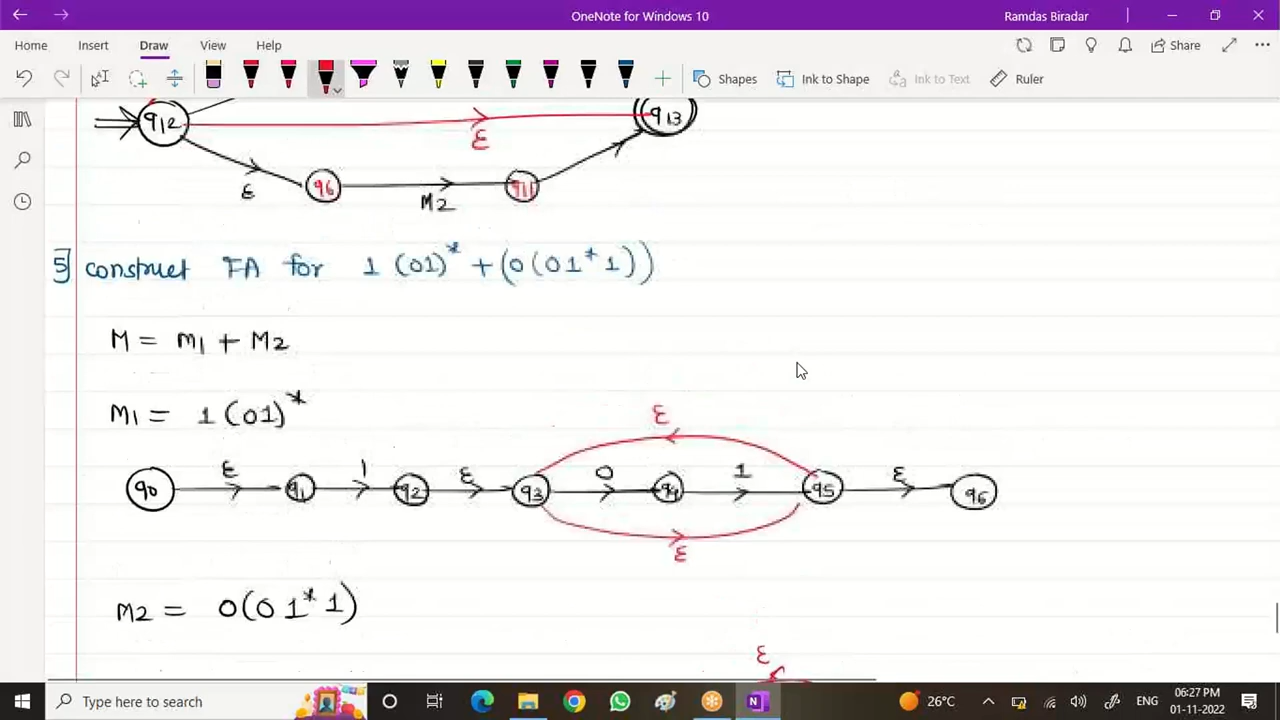 OneNote for Windows 10
Ramdas Biradar
Home Insert Draw View Help
Share
Shapes Ink to Shape Ink to Text Ruler
q12 ε q13
ε q6 M2 q11
5] construct FA for 1 (01)* + (0(01*1))
M = M1 + M2
M1 = 1(01)*
ε
q0 ε q1 1 q2 ε q3 0 q4 1 q5 ε q6
ε
M2 = 0(01*1)
ε
Type here to search
26°C
ENG
06:27 PM
01-11-2022